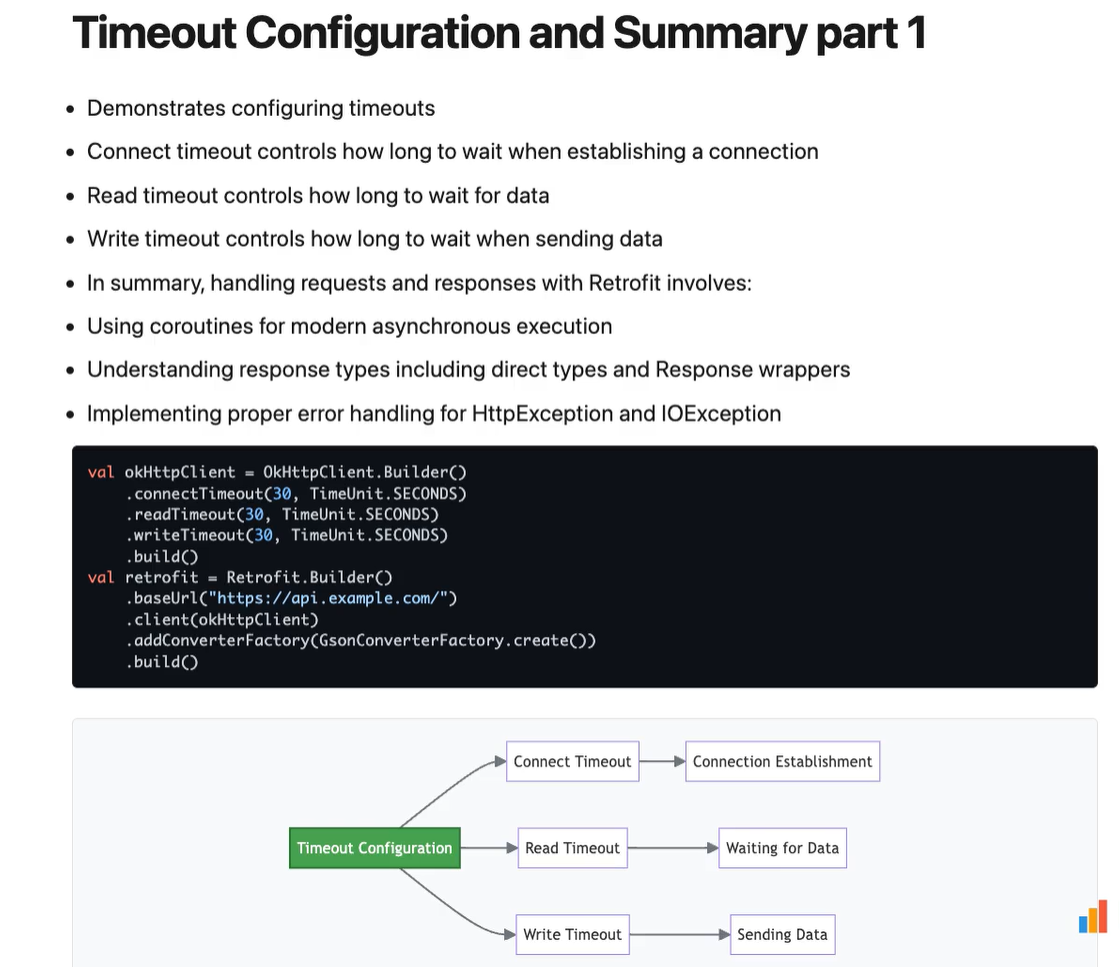 Timeout Configuration and Summary part 1
• Demonstrates configuring timeouts
• Connect timeout controls how long to wait when establishing a connection
• Read timeout controls how long to wait for data
• Write timeout controls how long to wait when sending data
• In summary, handling requests and responses with Retrofit involves:
• Using coroutines for modern asynchronous execution
• Understanding response types including direct types and Response wrappers
• Implementing proper error handling for HttpException and IOException
val okHttpClient = OkHttpClient.Builder()
    .connectTimeout(30, TimeUnit.SECONDS)
    .readTimeout(30, TimeUnit.SECONDS)
    .writeTimeout(30, TimeUnit.SECONDS)
    .build()
val retrofit = Retrofit.Builder()
    .baseUrl("https://api.example.com/")
    .client(okHttpClient)
    .addConverterFactory(GsonConverterFactory.create())
    .build()
Connect Timeout
Connection Establishment
Timeout Configuration
Read Timeout
Waiting for Data
Write Timeout
Sending Data